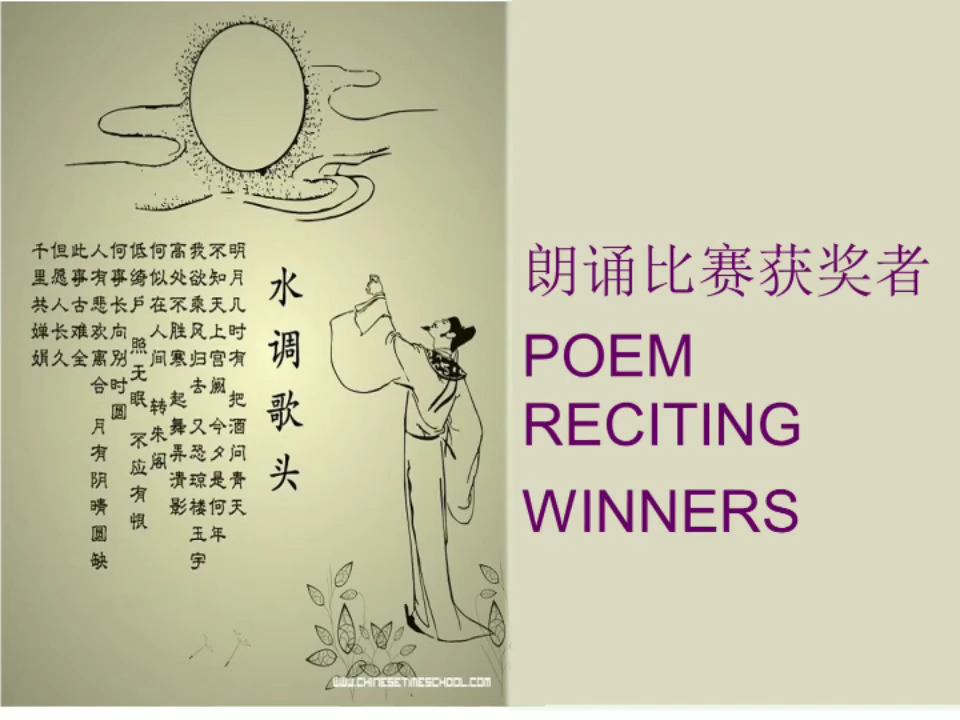 水调歌头
明月几时有 把酒问青天
不知天上宫阙 今夕是何年
我欲乘风归去 又恐琼楼玉宇
高处不胜寒 起舞弄清影
何似在人间 转朱阁
低绮户 照无眠 不应有恨
何事长向别时圆
人有悲欢离合 月有阴晴圆缺
此事古难全
但愿人长久
千里共婵娟
WWW.CHINESETIMESCHOOL.COM
朗诵比赛获奖者
POEM
RECITING
WINNERS